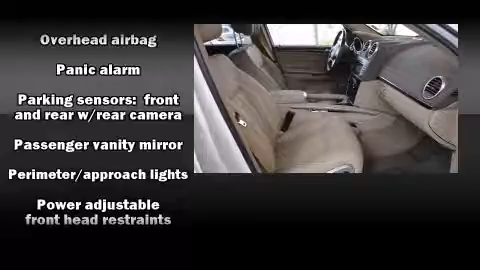 Overhead airbag
Panic alarm
Parking sensors:  front
and rear w/rear camera
Passenger vanity mirror
Perimeter/approach lights
Power adjustable
front head restraints